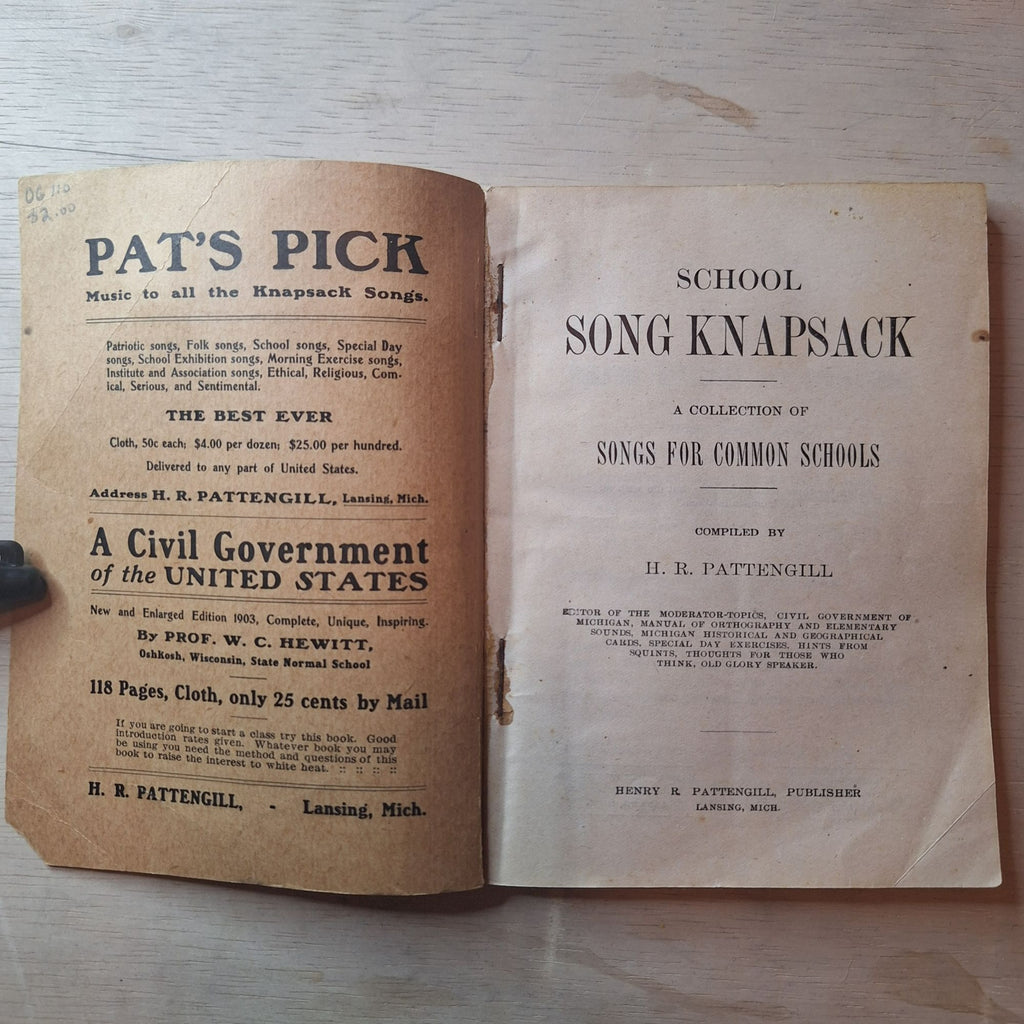 $2.00
PAT'S PICK
Music to all the Knapsack Songs.
Patriotic songs, Folk songs, School songs, Special Day
songs, School Exhibition songs, Morning Exercise songs,
Institute and Association songs, Ethical, Religious, Com-
ical, Serious, and Sentimental.
THE BEST EVER
Cloth, 50c each; $4.00 per dozen; $25.00 per hundred.
Delivered to any part of United States.
Address H. R. PATTENGILL, Lansing, Mich.
A Civil Government
of the UNITED STATES
New and Enlarged Edition 1903, Complete, Unique, Inspiring.
By PROF. W. C. HEWITT,
Oshkosh, Wisconsin, State Normal School
118 Pages, Cloth, only 25 cents by Mail
If you are going to start a class try this book. Good
introduction rates given. Whatever book you may
be using you need the method and questions of this
book to raise the interest to white heat. :: :: :: ::
H. R. PATTENGILL, - Lansing, Mich.
SCHOOL
SONG KNAPSACK
A COLLECTION OF
SONGS FOR COMMON SCHOOLS
COMPILED BY
H. R. PATTENGILL
EDITOR OF THE MODERATOR-TOPICS, CIVIL GOVERNMENT OF
MICHIGAN, MANUAL OF ORTHOGRAPHY AND ELEMENTARY
SOUNDS, MICHIGAN HISTORICAL AND GEOGRAPHICAL
CARDS, SPECIAL DAY EXERCISES, HINTS FROM
SQUINTS, THOUGHTS FOR THOSE WHO
THINK, OLD GLORY SPEAKER.
HENRY R. PATTENGILL, PUBLISHER
LANSING, MICH.